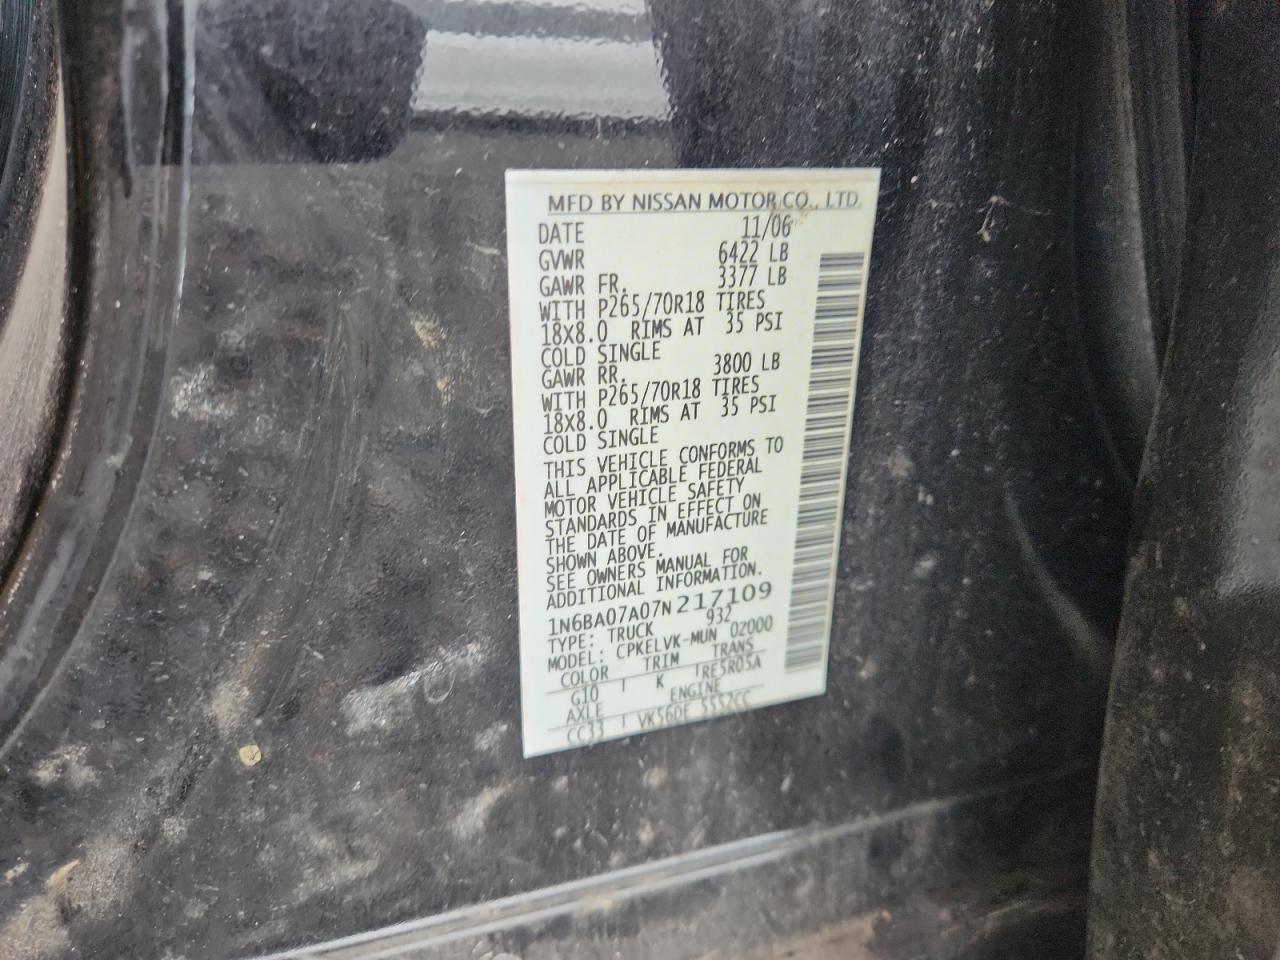 MFD BY NISSAN MOTOR CO., LTD.
DATE 11/06
GVWR 6422 LB
GAWR FR. 3377 LB
WITH P265/70R18 TIRES
18X8.0 RIMS AT 35 PSI
COLD SINGLE
GAWR RR. 3800 LB
WITH P265/70R18 TIRES
18X8.0 RIMS AT 35 PSI
COLD SINGLE
THIS VEHICLE CONFORMS TO
ALL APPLICABLE FEDERAL
MOTOR VEHICLE SAFETY
STANDARDS IN EFFECT ON
THE DATE OF MANUFACTURE
SHOWN ABOVE.
SEE OWNERS MANUAL FOR
ADDITIONAL INFORMATION.
1N6BA07A07N217109
TYPE: TRUCK 932
MODEL: CPKELVK-MUN 0Z000
COLOR TRIM TRANS
G10 K RE5R05A
AXLE ENGINE
CC33 VK56DE 5552CC